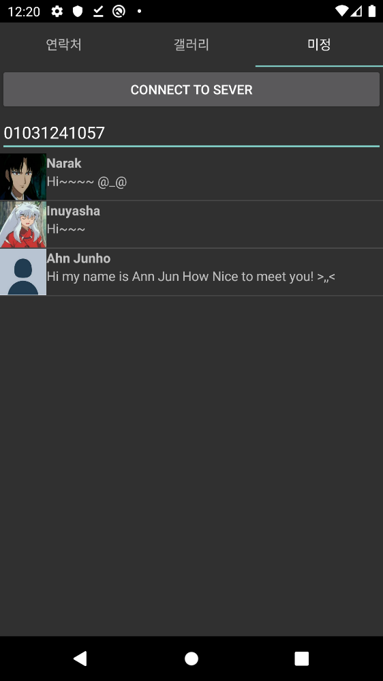 12:20
연락처 갤러리 미정
CONNECT TO SEVER
01031241057
Narak
Hi~~~~ @_@
Inuyasha
Hi~~~
Ahn Junho
Hi my name is Ann Jun How Nice to meet you! >,,<